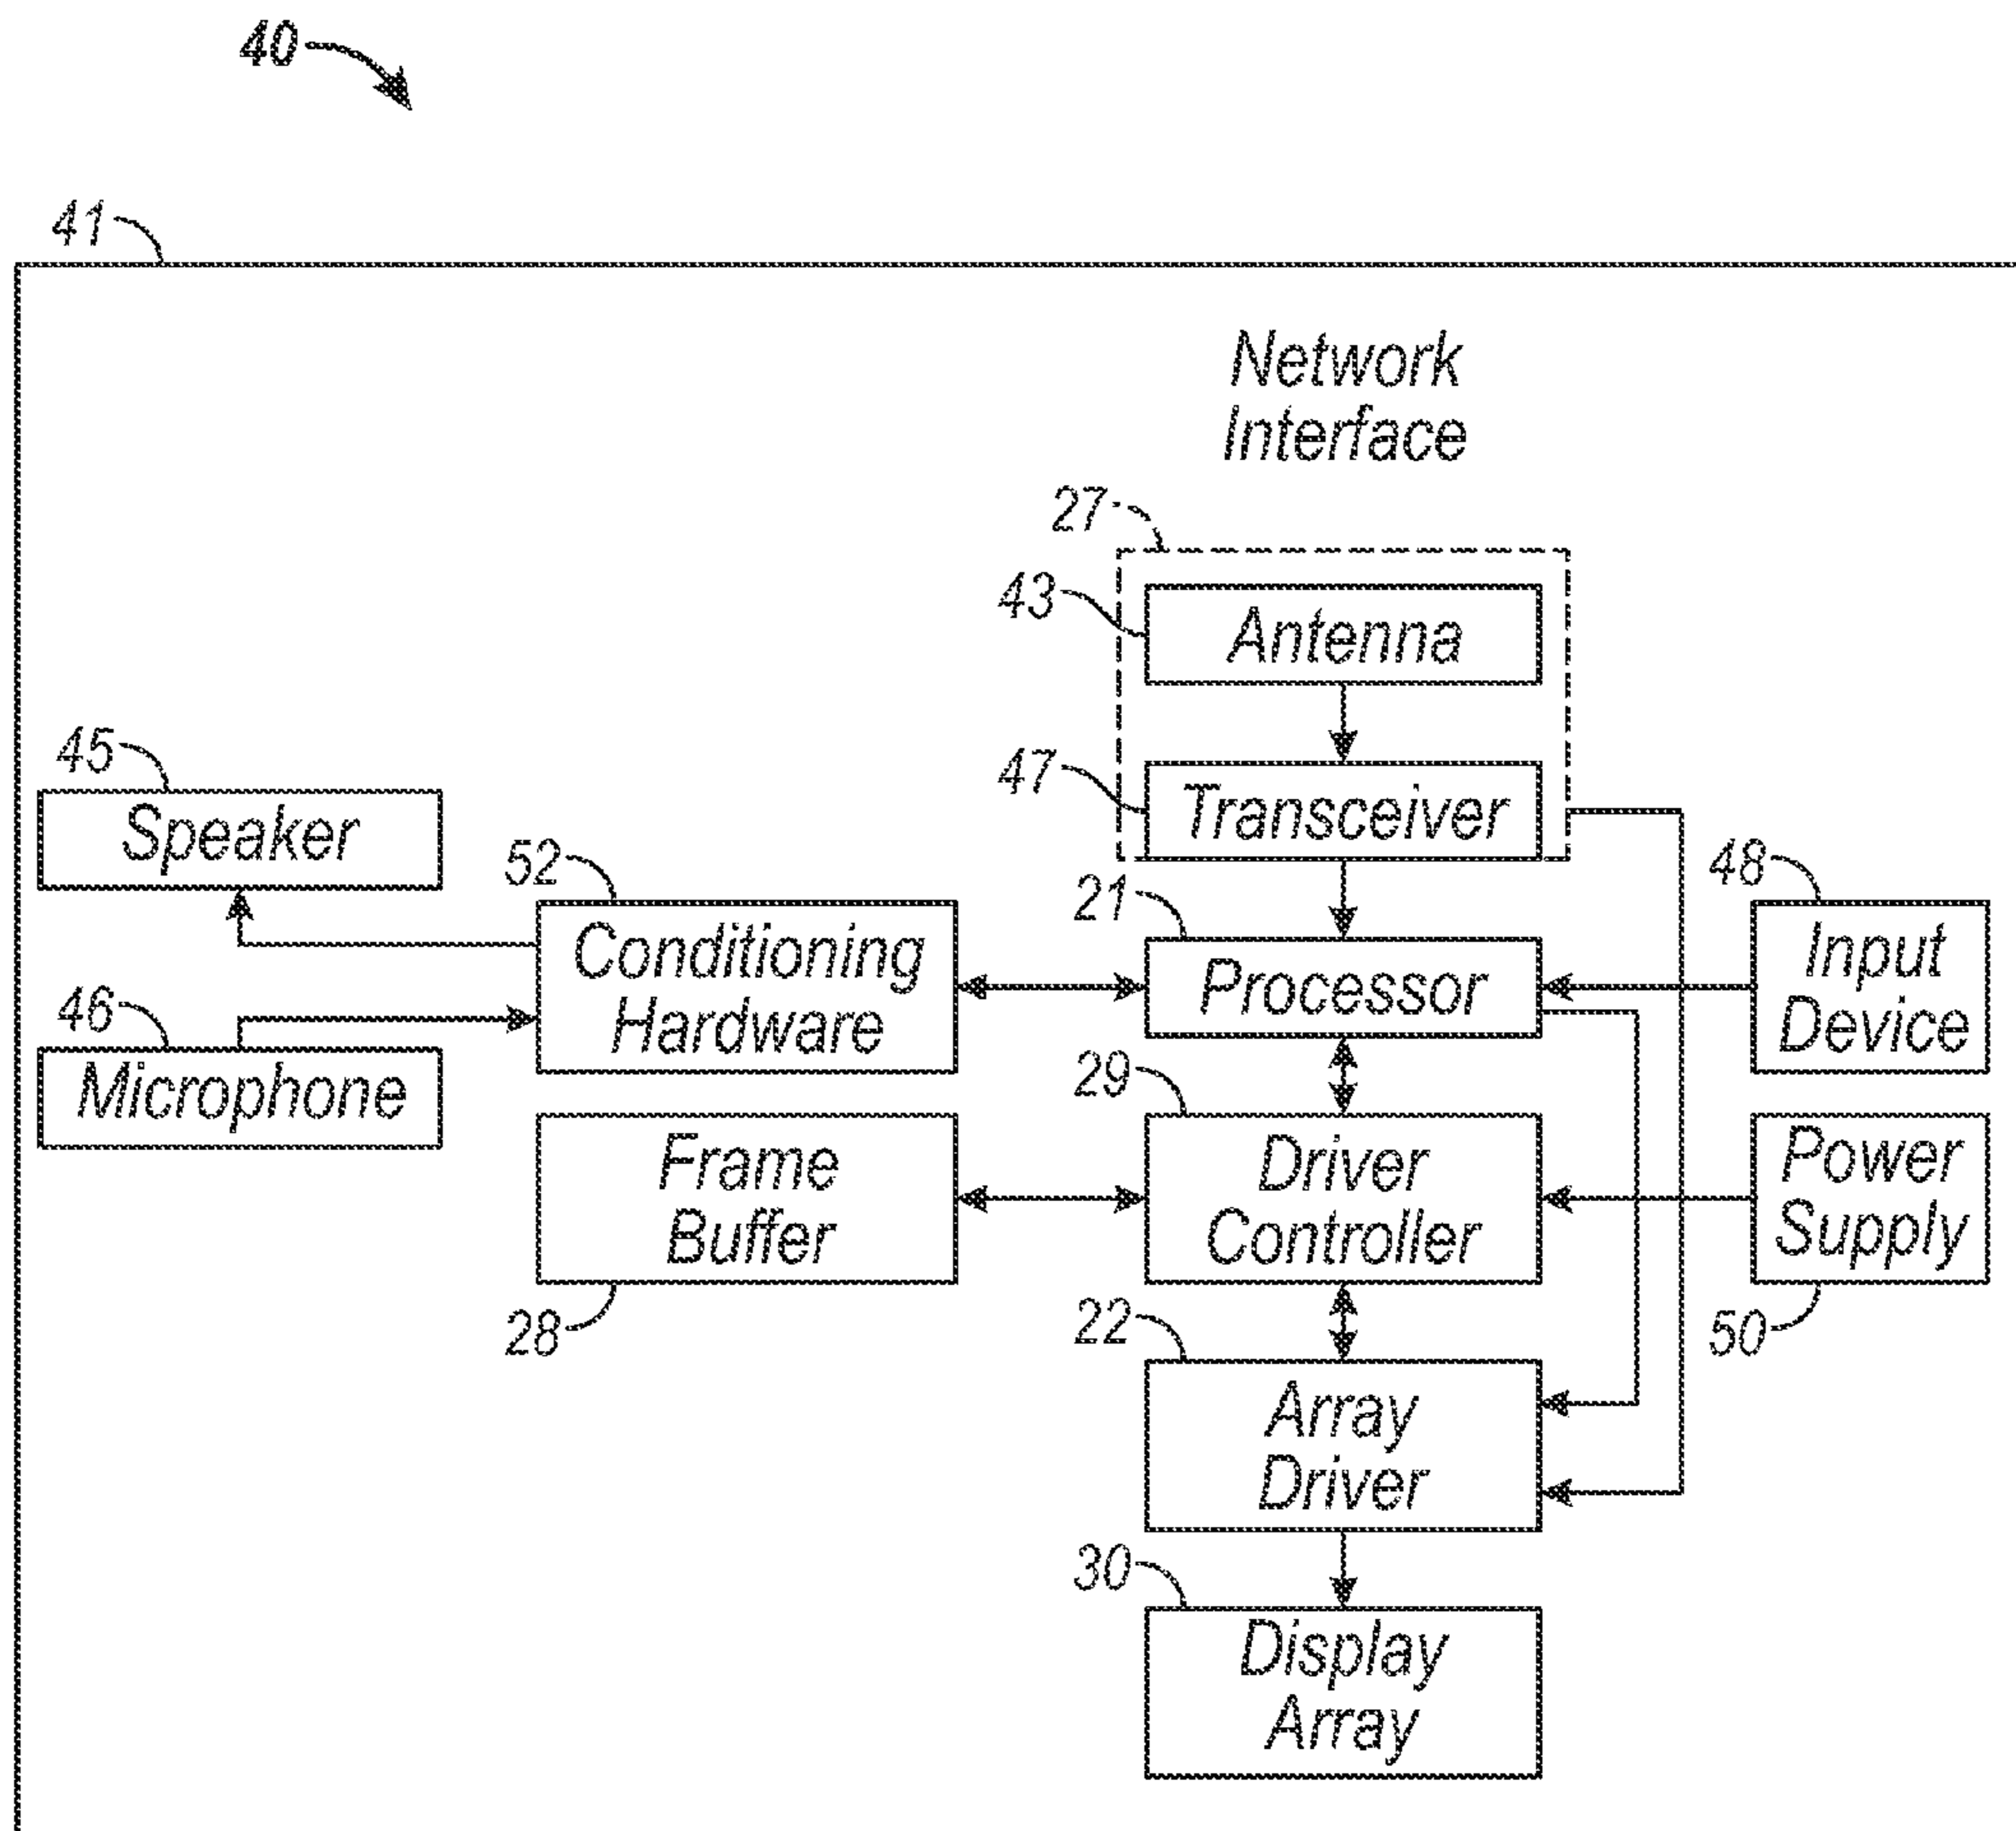 40
41
Network
Interface
27
43
Antenna
47
Transceiver
45
Speaker
52
Conditioning
Hardware
21
Processor
48
Input
Device
46
Microphone
29
Driver
Controller
Frame
Buffer
28
Power
Supply
50
22
Array
Driver
30
Display
Array